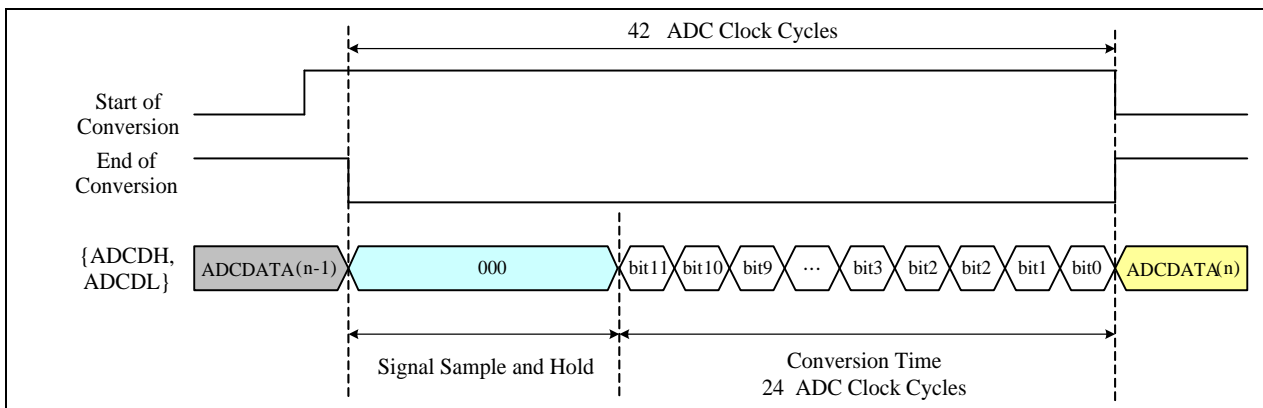 42 ADC Clock Cycles
Start of
Conversion
End of
Conversion
{ADCDH,
ADCDL}
ADCDATA(n-1)
000
bit11
bit10
bit9
...
bit3
bit2
bit2
bit1
bit0
ADCDATA(n)
Signal Sample and Hold
Conversion Time
24 ADC Clock Cycles